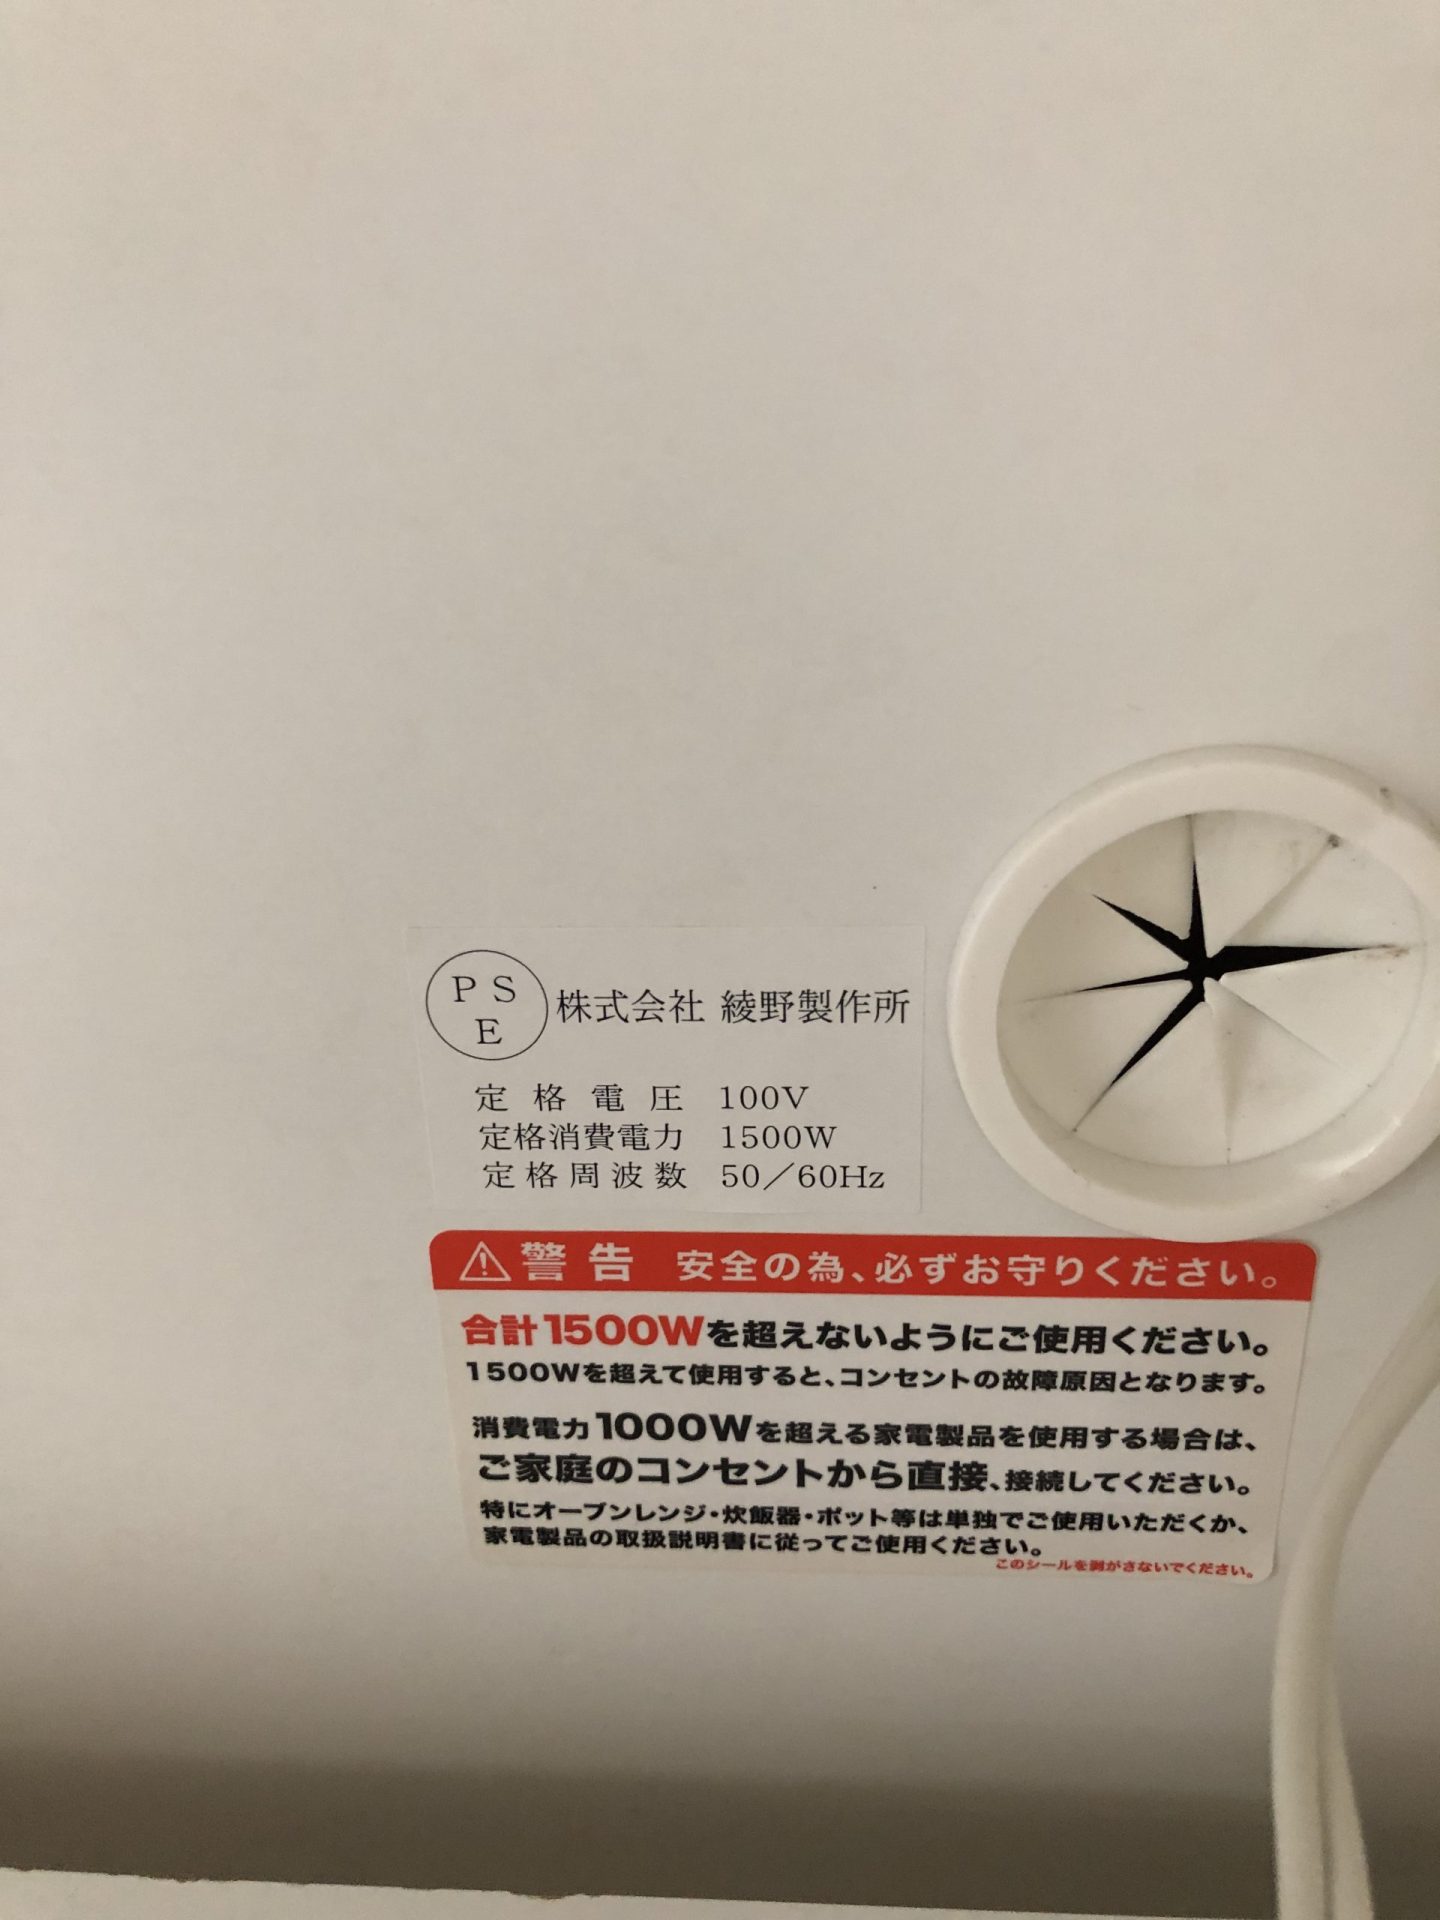 PSE 株式会社 綾野製作所
定格電圧 100V
定格消費電力 1500W
定格周波数 50／60Hz
⚠警告 安全の為、必ずお守りください。
合計1500Wを超えないようにご使用ください。
1500Wを超えて使用すると、コンセントの故障原因となります。
消費電力1000Wを超える家電製品を使用する場合は、
ご家庭のコンセントから直接、接続してください。
特にオーブンレンジ・炊飯器・ポット等は単独でご使用いただくか、
家電製品の取扱説明書に従ってご使用ください。
このシールを剥がさないでください。